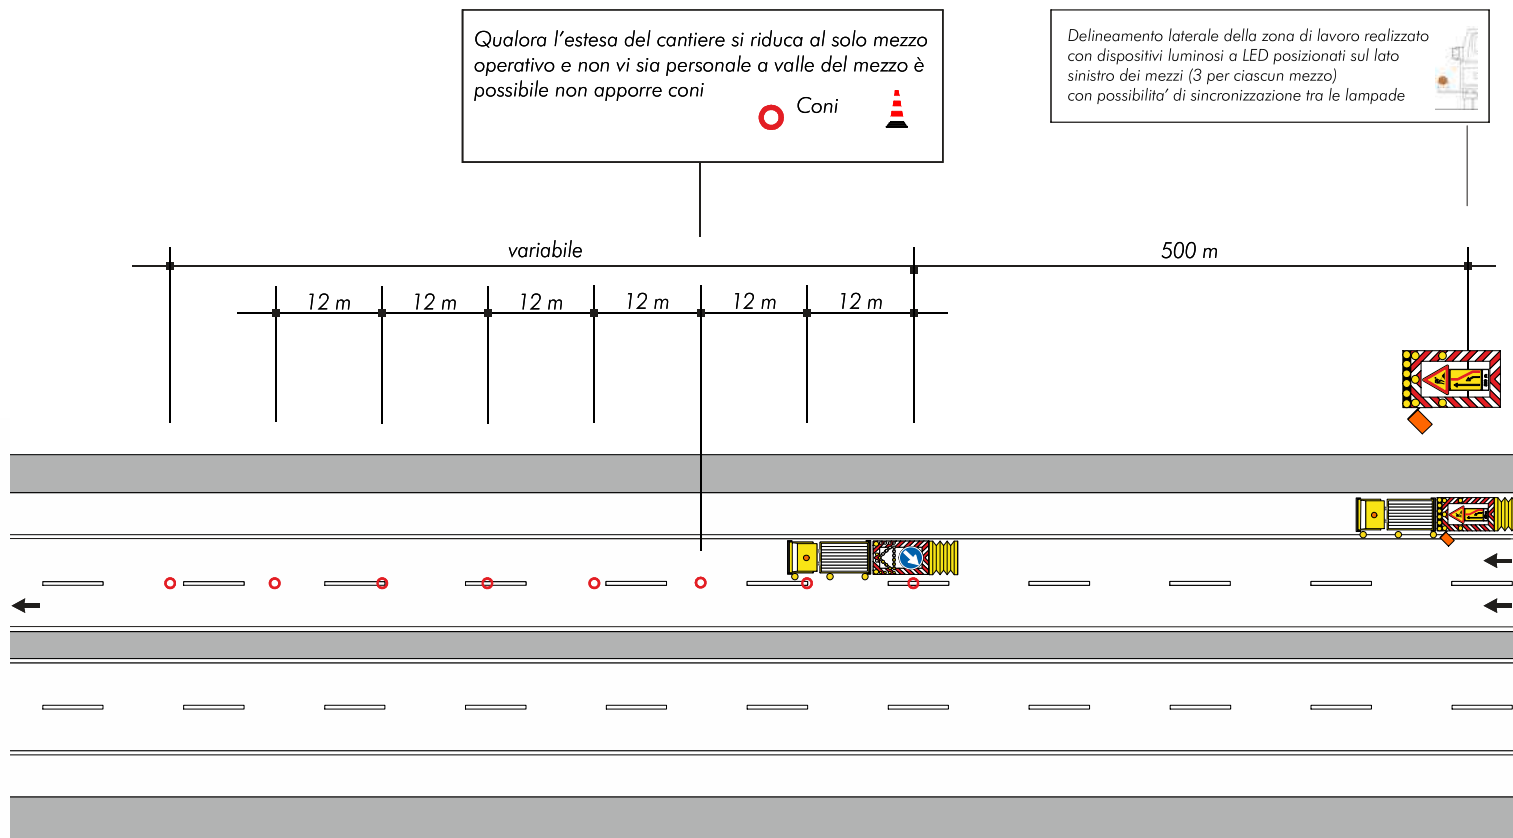 Qualora l'estesa del cantiere si riduca al solo mezzo
operativo e non vi sia personale a valle del mezzo è
possibile non apporre coni
Coni
Delineamento laterale della zona di lavoro realizzato
con dispositivi luminosi a LED posizionati sul lato
sinistro dei mezzi (3 per ciascun mezzo)
con possibilita' di sincronizzazione tra le lampade
variabile
500 m
12 m
12 m
12 m
12 m
12 m
12 m